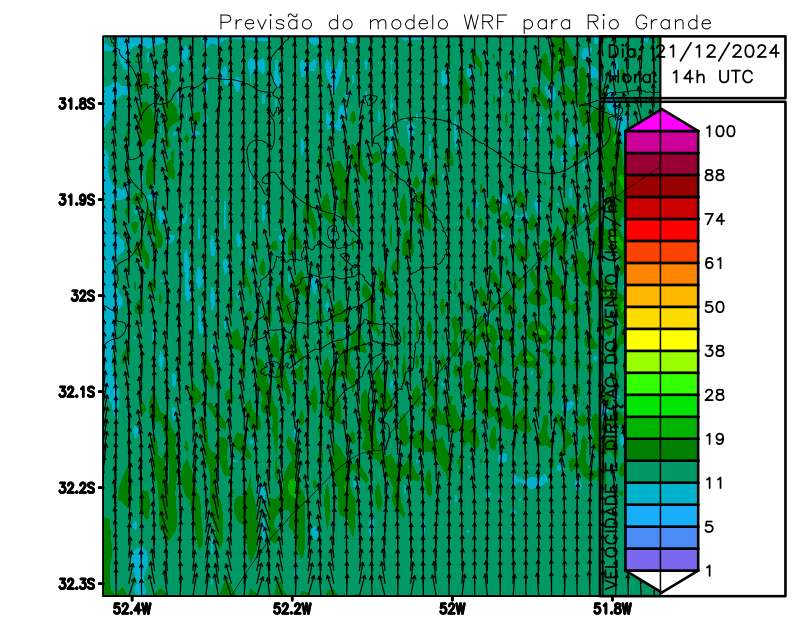 Previsão do modelo WRF para Rio Grande
Dia: 21/12/2024
Hora: 14h UTC
31.8S
31.9S
32S
32.1S
32.2S
32.3S
52.4W
52.2W
52W
51.8W
VELOCIDADE E DIREÇÃO DO VENTO (km/h)
100
88
74
61
50
38
28
19
11
5
1